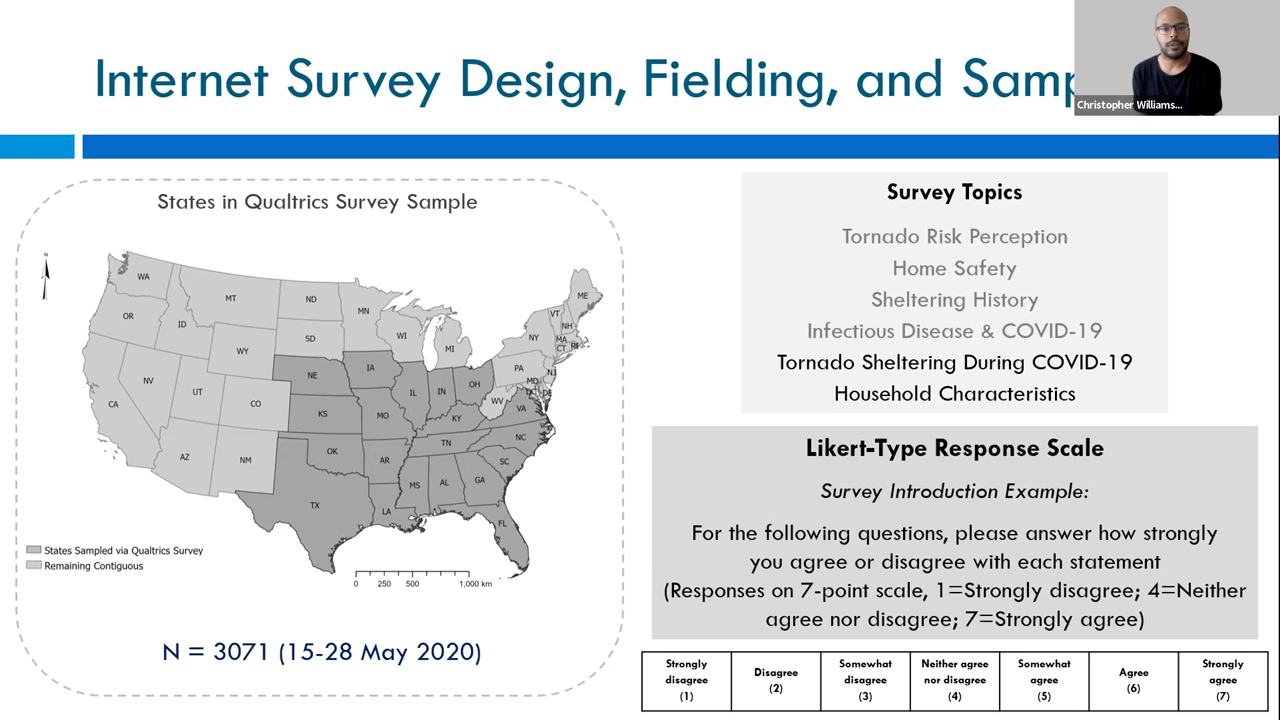 Internet Survey Design, Fielding, and Samp
Christopher Williams...
States in Qualtrics Survey Sample
N
WA
MT
ND
MN
ME
OR
ID
SD
WI
MI
VT
NH
NY
MA
CT
RI
WY
NE
IA
PA
NJ
NV
UT
CO
IL
IN
OH
MD
DE
WV
VA
CA
KS
MO
KY
AZ
NM
OK
AR
TN
NC
SC
TX
LA
MS
AL
GA
FL
States Sampled via Qualtrics Survey
Remaining Contiguous
0 250 500 1,000 km
N = 3071 (15-28 May 2020)
Survey Topics
Tornado Risk Perception
Home Safety
Sheltering History
Infectious Disease & COVID-19
Tornado Sheltering During COVID-19
Household Characteristics
Likert-Type Response Scale
Survey Introduction Example:
For the following questions, please answer how strongly
you agree or disagree with each statement
(Responses on 7-point scale, 1=Strongly disagree; 4=Neither
agree nor disagree; 7=Strongly agree)
Strongly
disagree
(1)
Disagree
(2)
Somewhat
disagree
(3)
Neither agree
nor disagree
(4)
Somewhat
agree
(5)
Agree
(6)
Strongly
agree
(7)